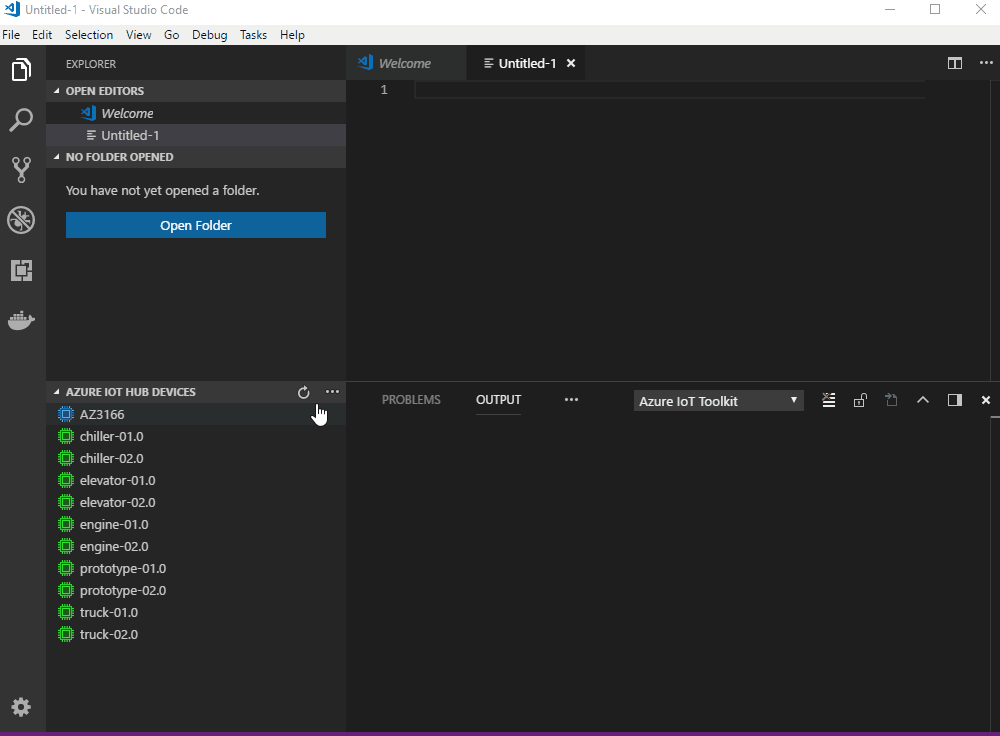 Untitled-1 - Visual Studio Code
File Edit Selection View Go Debug Tasks Help
EXPLORER
OPEN EDITORS
Welcome
Untitled-1
NO FOLDER OPENED
You have not yet opened a folder.
Open Folder
AZURE IOT HUB DEVICES
AZ3166
chiller-01.0
chiller-02.0
elevator-01.0
elevator-02.0
engine-01.0
engine-02.0
prototype-01.0
prototype-02.0
truck-01.0
truck-02.0
Welcome Untitled-1
1
PROBLEMS OUTPUT Azure IoT Toolkit